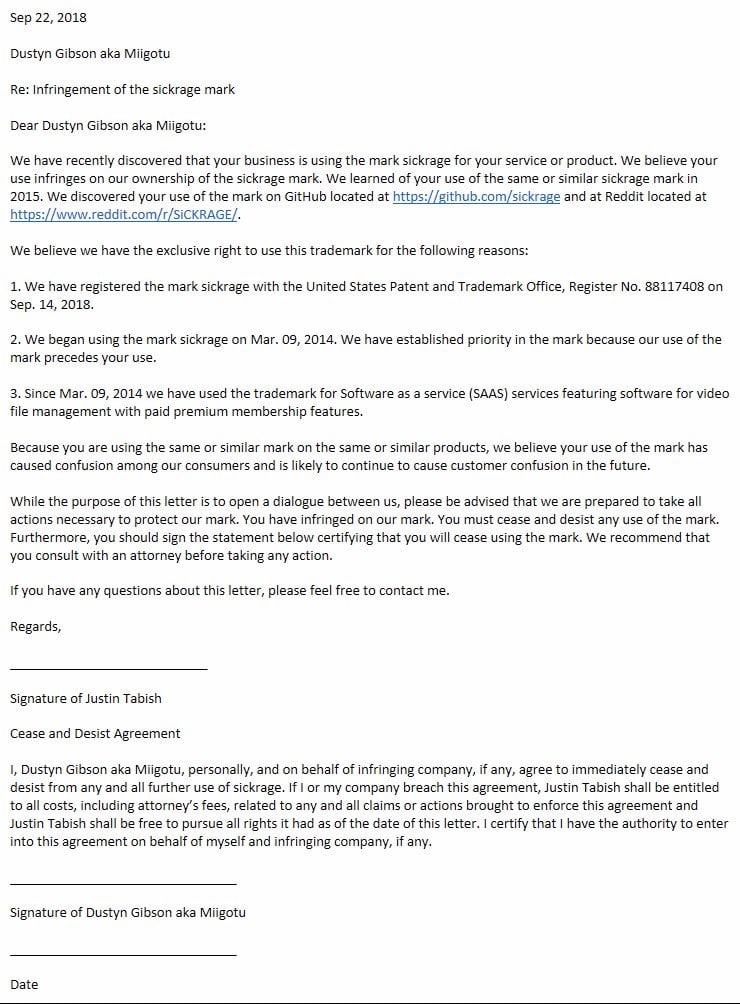 Sep 22, 2018
Dustyn Gibson aka Miigotu
Re: Infringement of the sickrage mark
Dear Dustyn Gibson aka Miigotu:
We have recently discovered that your business is using the mark sickrage for your service or product. We believe your
use infringes on our ownership of the sickrage mark. We learned of your use of the same or similar sickrage mark in
2015. We discovered your use of the mark on GitHub located at https://github.com/sickrage and at Reddit located at
https://www.reddit.com/r/SiCKRAGE/.
We believe we have the exclusive right to use this trademark for the following reasons:
1. We have registered the mark sickrage with the United States Patent and Trademark Office, Register No. 88117408 on
Sep. 14, 2018.
2. We began using the mark sickrage on Mar. 09, 2014. We have established priority in the mark because our use of the
mark precedes your use.
3. Since Mar. 09, 2014 we have used the trademark for Software as a service (SAAS) services featuring software for video
file management with paid premium membership features.
Because you are using the same or similar mark on the same or similar products, we believe your use of the mark has
caused confusion among our consumers and is likely to continue to cause customer confusion in the future.
While the purpose of this letter is to open a dialogue between us, please be advised that we are prepared to take all
actions necessary to protect our mark. You have infringed on our mark. You must cease and desist any use of the mark.
Furthermore, you should sign the statement below certifying that you will cease using the mark. We recommend that
you consult with an attorney before taking any action.
If you have any questions about this letter, please feel free to contact me.
Regards,
Signature of Justin Tabish
Cease and Desist Agreement
I, Dustyn Gibson aka Miigotu, personally, and on behalf of infringing company, if any, agree to immediately cease and
desist from any and all further use of sickrage. If I or my company breach this agreement, Justin Tabish shall be entitled
to all costs, including attorney's fees, related to any and all claims or actions brought to enforce this agreement and
Justin Tabish shall be free to pursue all rights it had as of the date of this letter. I certify that I have the authority to enter
into this agreement on behalf of myself and infringing company, if any.
Signature of Dustyn Gibson aka Miigotu
Date